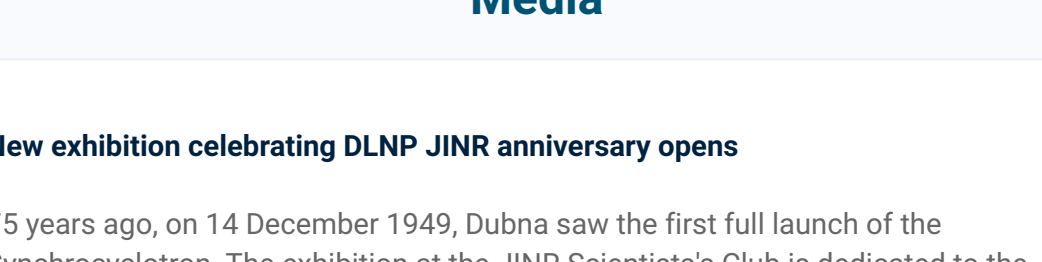 Media
New exhibition celebrating DLNP JINR anniversary opens
75 years ago, on 14 December 1949, Dubna saw the first full launch of the
Synchrocyclotron. The exhibition at the JINR Scientists's Club is dedicated to the